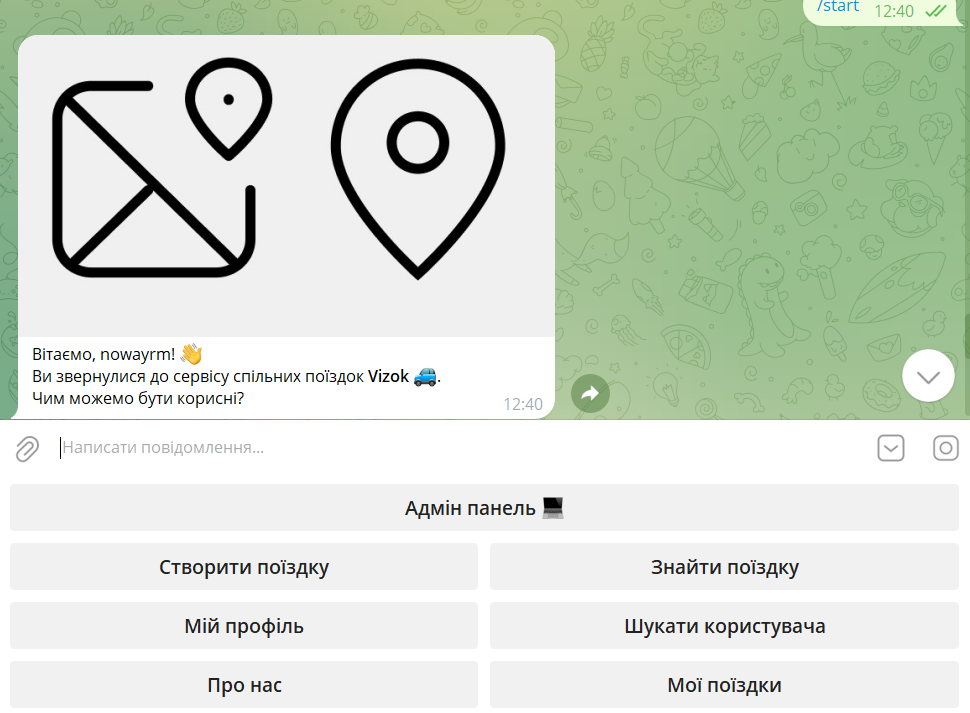 /start
12:40
Вітаємо, nowayrm! 👋
Ви звернулися до сервісу спільних поїздок Vizok 🚙.
Чим можемо бути корисні?
12:40
Написати повідомлення...
Адмін панель 💻
Створити поїздку
Знайти поїздку
Мій профіль
Шукати користувача
Про нас
Мої поїздки